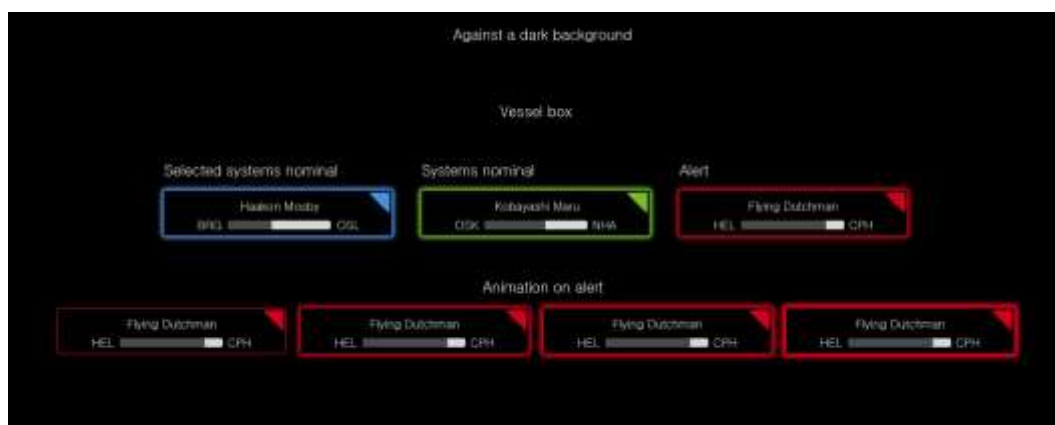 Against a dark background
Vessel box
Selected systems nominal
Systems nominal
Alert
Haakon Mosby
BRG OSL
Kobayashi Maru
OSK NHA
Flying Dutchman
HEL CPH
Animation on alert
Flying Dutchman
HEL CPH
Flying Dutchman
HEL CPH
Flying Dutchman
HEL CPH
Flying Dutchman
HEL CPH